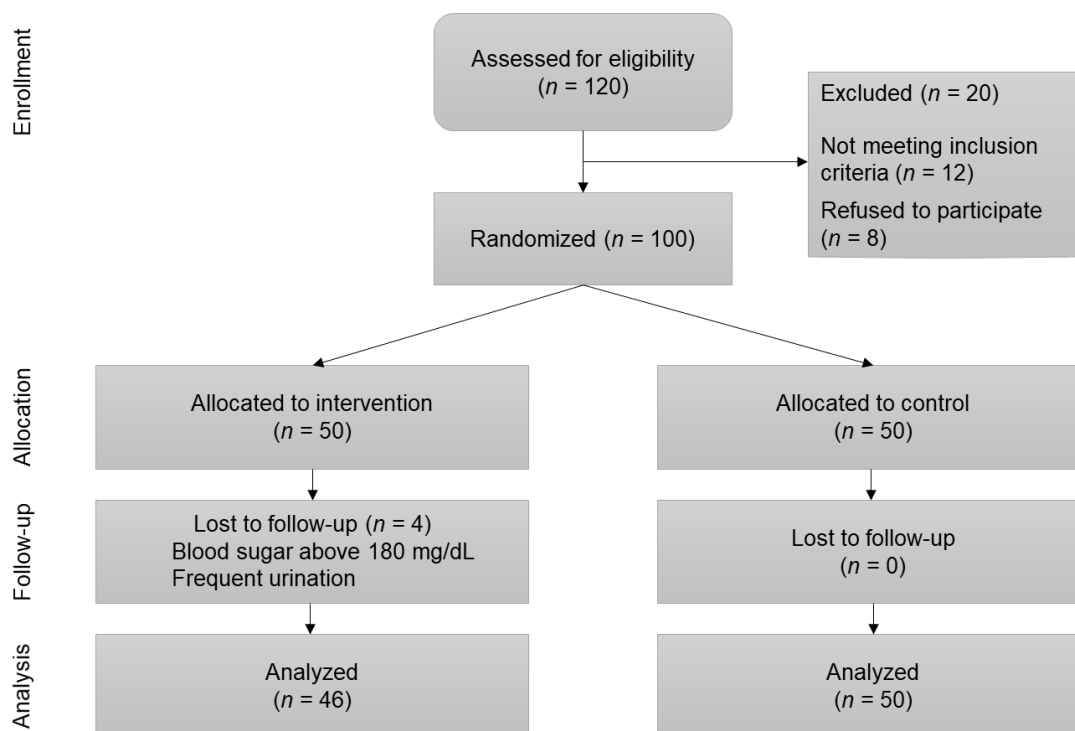 Enrollment
Assessed for eligibility
(n = 120)
Excluded (n = 20)
Not meeting inclusion
criteria (n = 12)
Refused to participate
(n = 8)
Randomized (n = 100)
Allocation
Allocated to intervention
(n = 50)
Allocated to control
(n = 50)
Follow-up
Lost to follow-up (n = 4)
Blood sugar above 180 mg/dL
Frequent urination
Lost to follow-up
(n = 0)
Analysis
Analyzed
(n = 46)
Analyzed
(n = 50)